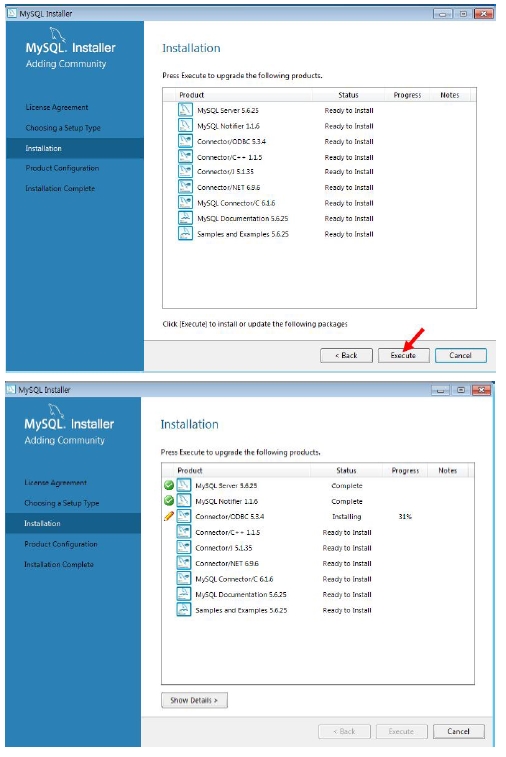 MySQL Installer
MySQL. Installer
Adding Community
License Agreement
Choosing a Setup Type
Installation
Product Configuration
Installation Complete
Installation
Press Execute to upgrade the following products.
Product Status Progress Notes
MySQL Server 5.6.25 Ready to Install
MySQL Notifier 1.1.6 Ready to Install
Connector/ODBC 5.3.4 Ready to Install
Connector/C++ 1.1.5 Ready to Install
Connector/J 5.1.35 Ready to Install
Connector/NET 6.9.6 Ready to Install
MySQL Connector/C 6.1.6 Ready to Install
MySQL Documentation 5.6.25 Ready to Install
Samples and Examples 5.6.25 Ready to Install
Click [Execute] to install or update the following packages
< Back Execute Cancel
MySQL Installer
MySQL. Installer
Adding Community
License Agreement
Choosing a Setup Type
Installation
Product Configuration
Installation Complete
Installation
Press Execute to upgrade the following products.
Product Status Progress Notes
MySQL Server 5.6.25 Complete
MySQL Notifier 1.1.6 Complete
Connector/ODBC 5.3.4 Installing 31%
Connector/C++ 1.1.5 Ready to Install
Connector/J 5.1.35 Ready to Install
Connector/NET 6.9.6 Ready to Install
MySQL Connector/C 6.1.6 Ready to Install
MySQL Documentation 5.6.25 Ready to Install
Samples and Examples 5.6.25 Ready to Install
Show Details >
< Back Execute Cancel